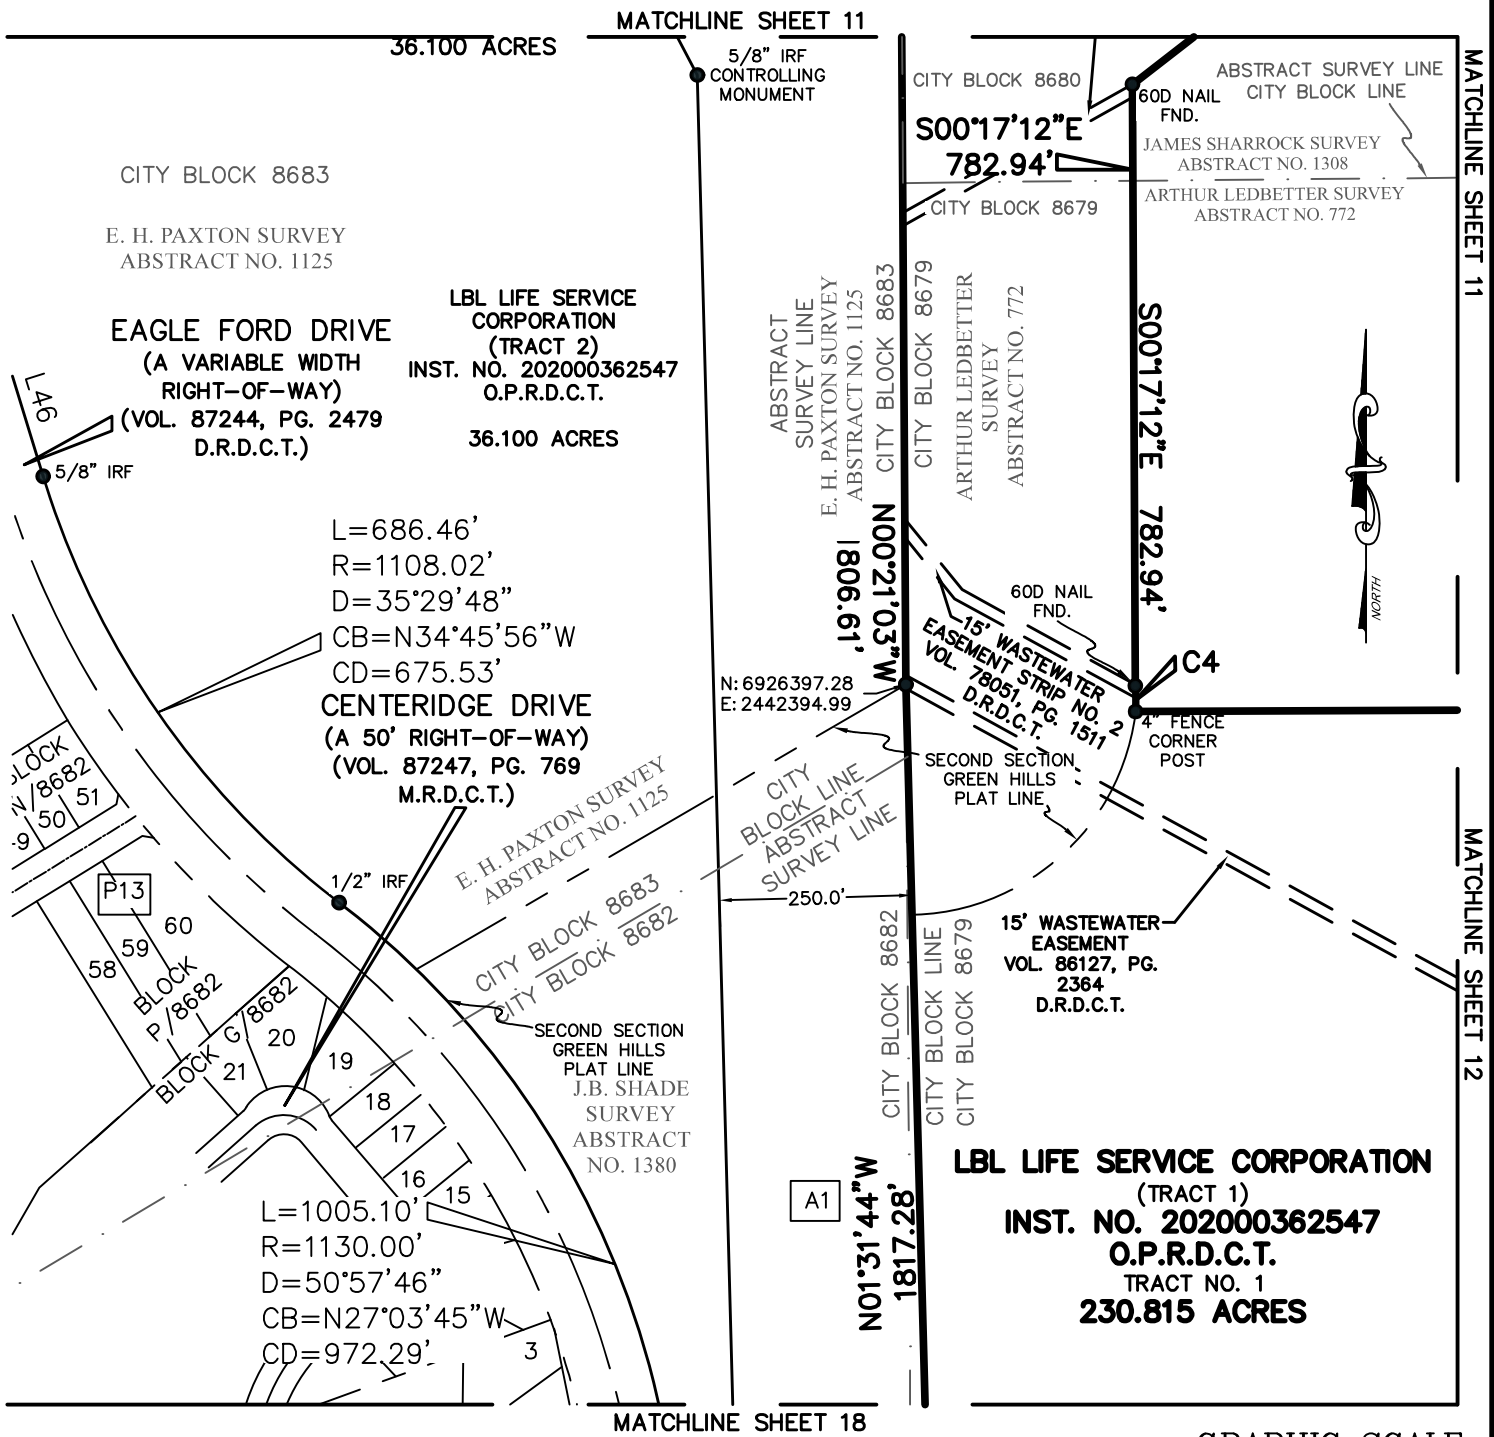 MATCHLINE SHEET 11
36.100 ACRES
5/8" IRF
CONTROLLING
MONUMENT
CITY BLOCK 8680
60D NAIL
FND.
ABSTRACT SURVEY LINE
CITY BLOCK LINE
MATCHLINE SHEET 11
S00°17'12"E
782.94'
JAMES SHARROCK SURVEY
ABSTRACT NO. 1308
ARTHUR LEDBETTER SURVEY
ABSTRACT NO. 772
CITY BLOCK 8679
CITY BLOCK 8683
E. H. PAXTON SURVEY
ABSTRACT NO. 1125
LBL LIFE SERVICE
CORPORATION
(TRACT 2)
INST. NO. 202000362547
O.P.R.D.C.T.
36.100 ACRES
EAGLE FORD DRIVE
(A VARIABLE WIDTH
RIGHT-OF-WAY)
(VOL. 87244, PG. 2479
D.R.D.C.T.)
L46
5/8" IRF
ABSTRACT
SURVEY LINE
E. H. PAXTON SURVEY
ABSTRACT NO. 1125
CITY BLOCK 8683
CITY BLOCK 8679
ARTHUR LEDBETTER
SURVEY
ABSTRACT NO. 772
S00°17'12"E 782.94'
NORTH
N00°21'03"W
1806.61'
L=686.46'
R=1108.02'
D=35°29'48"
CB=N34°45'56"W
CD=675.53'
CENTERIDGE DRIVE
(A 50' RIGHT-OF-WAY)
(VOL. 87247, PG. 769
M.R.D.C.T.)
60D NAIL
FND.
15' WASTEWATER
EASEMENT STRIP NO. 2
VOL. 78051, PG. 1511
D.R.D.C.T.
C4
N:6926397.28
E:2442394.99
4" FENCE
CORNER
POST
SECOND SECTION
GREEN HILLS
PLAT LINE
E. H. PAXTON SURVEY
ABSTRACT NO. 1125
CITY
BLOCK LINE
ABSTRACT
SURVEY LINE
BLOCK
N/8682
51
50
P13
1/2" IRF
60
59
58
BLOCK
P/8682
BLOCK G/8682
21
20
19
18
17
16
15
3
CITY BLOCK 8683
CITY BLOCK 8682
SECOND SECTION
GREEN HILLS
PLAT LINE
J.B. SHADE
SURVEY
ABSTRACT
NO. 1380
250.0'
CITY BLOCK 8682
CITY BLOCK LINE
CITY BLOCK 8679
15' WASTEWATER
EASEMENT
VOL. 86127, PG.
2364
D.R.D.C.T.
MATCHLINE SHEET 12
LBL LIFE SERVICE CORPORATION
(TRACT 1)
INST. NO. 202000362547
O.P.R.D.C.T.
TRACT NO. 1
230.815 ACRES
A1
N01°31'44"W
1817.28'
L=1005.10'
R=1130.00'
D=50°57'46"
CB=N27°03'45"W
CD=972.29'
MATCHLINE SHEET 18